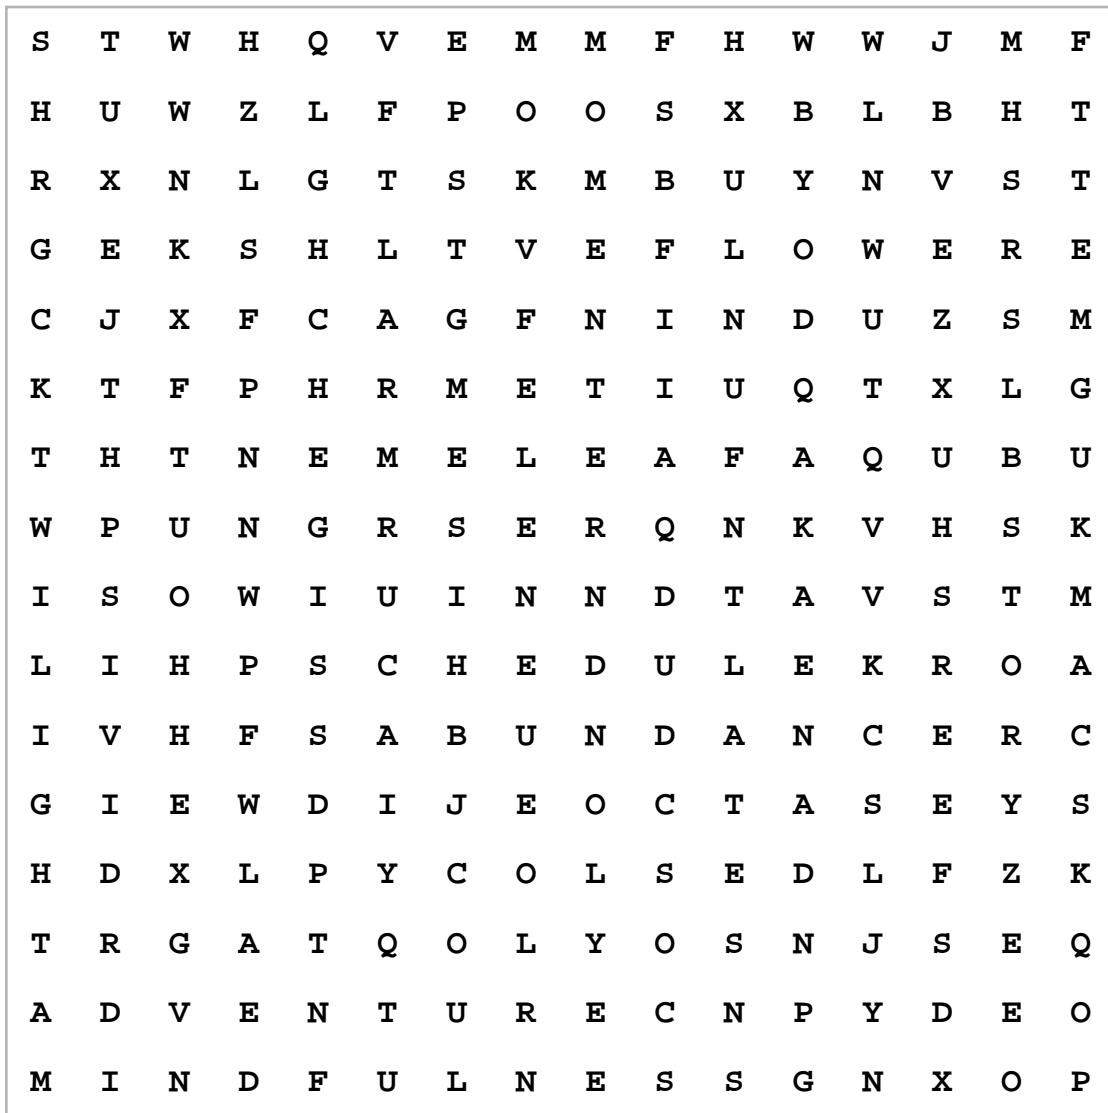 S T W H Q V E M M F H W W J M F
H U W Z L F P O O S X B L B H T
R X N L G T S K M B U Y N V S T
G E K S H L T V E F L O W E R E
C J X F C A G F N I N D U Z S M
K T F P H R M E T I U Q T X L G
T H T N E M E L E A F A Q U B U
W P U N G R S E R Q N K V H S K
I S O W I U I N N D T A V S T M
L I H P S C H E D U L E K R O A
I V H F S A B U N D A N C E R C
G I E W D I J E O C T A S E Y S
H D X L P Y C O L S E D L F Z K
T R G A T Q O L Y O S N J S E Q
A D V E N T U R E C N P Y D E O
M I N D F U L N E S S G N X O P